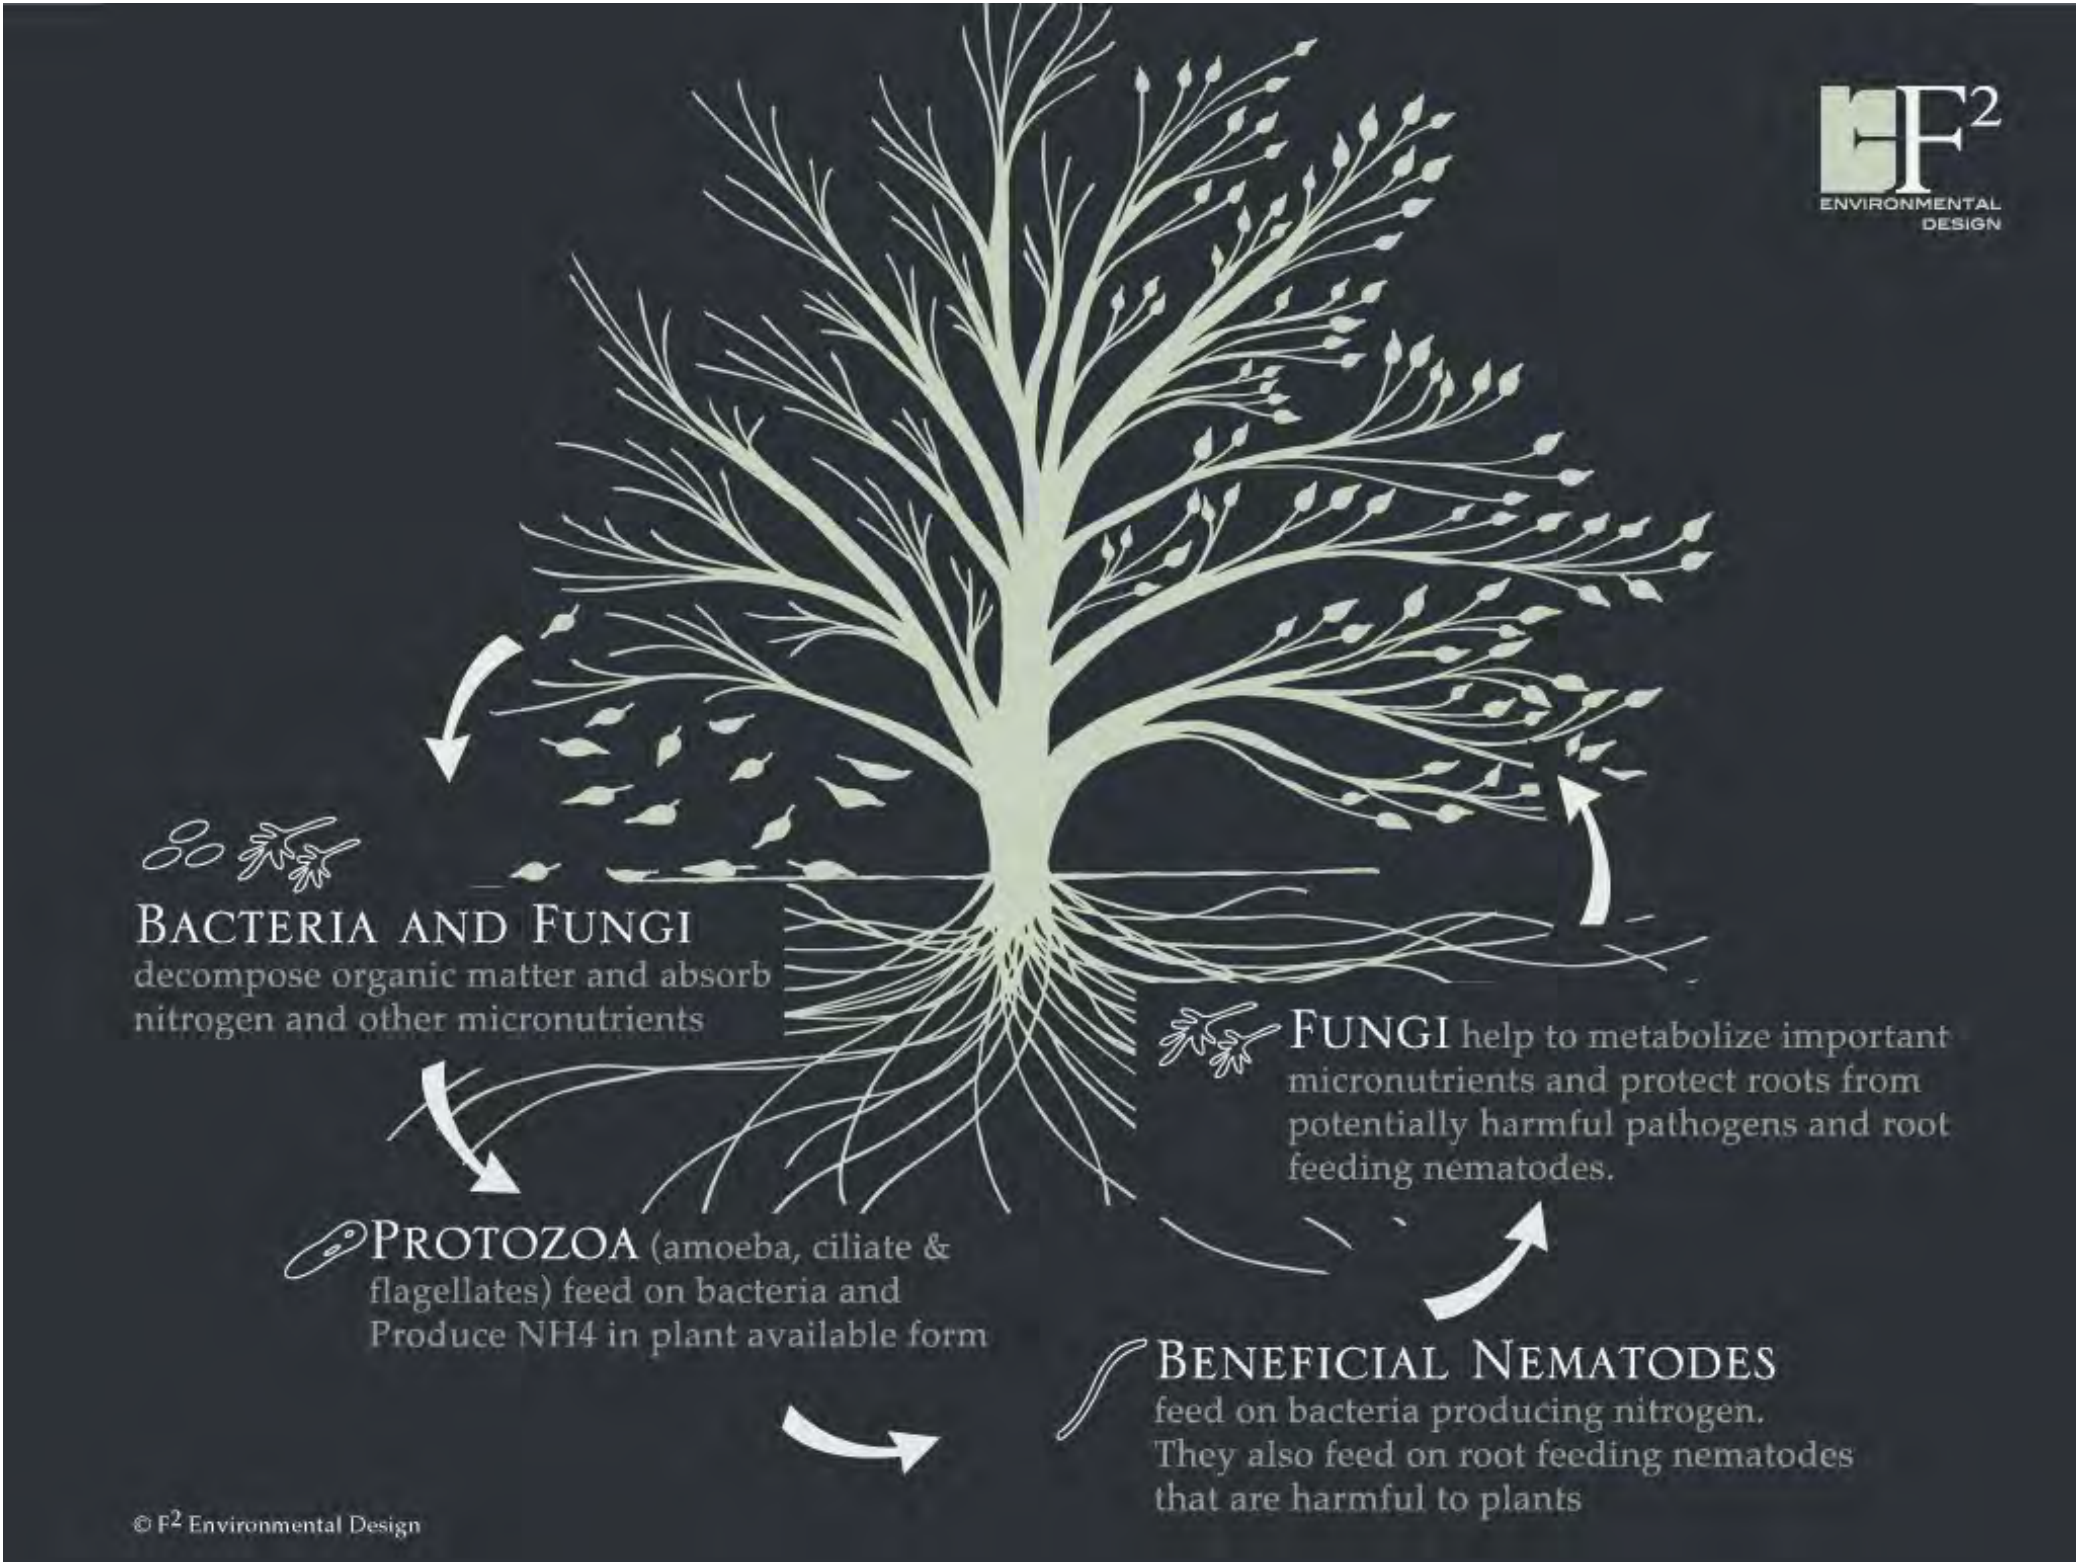 F²
ENVIRONMENTAL
DESIGN
BACTERIA AND FUNGI
decompose organic matter and absorb
nitrogen and other micronutrients
FUNGI help to metabolize important
micronutrients and protect roots from
potentially harmful pathogens and root
feeding nematodes.
PROTOZOA (amoeba, ciliate &
flagellates) feed on bacteria and
Produce NH4 in plant available form
BENEFICIAL NEMATODES
feed on bacteria producing nitrogen.
They also feed on root feeding nematodes
that are harmful to plants
© F² Environmental Design